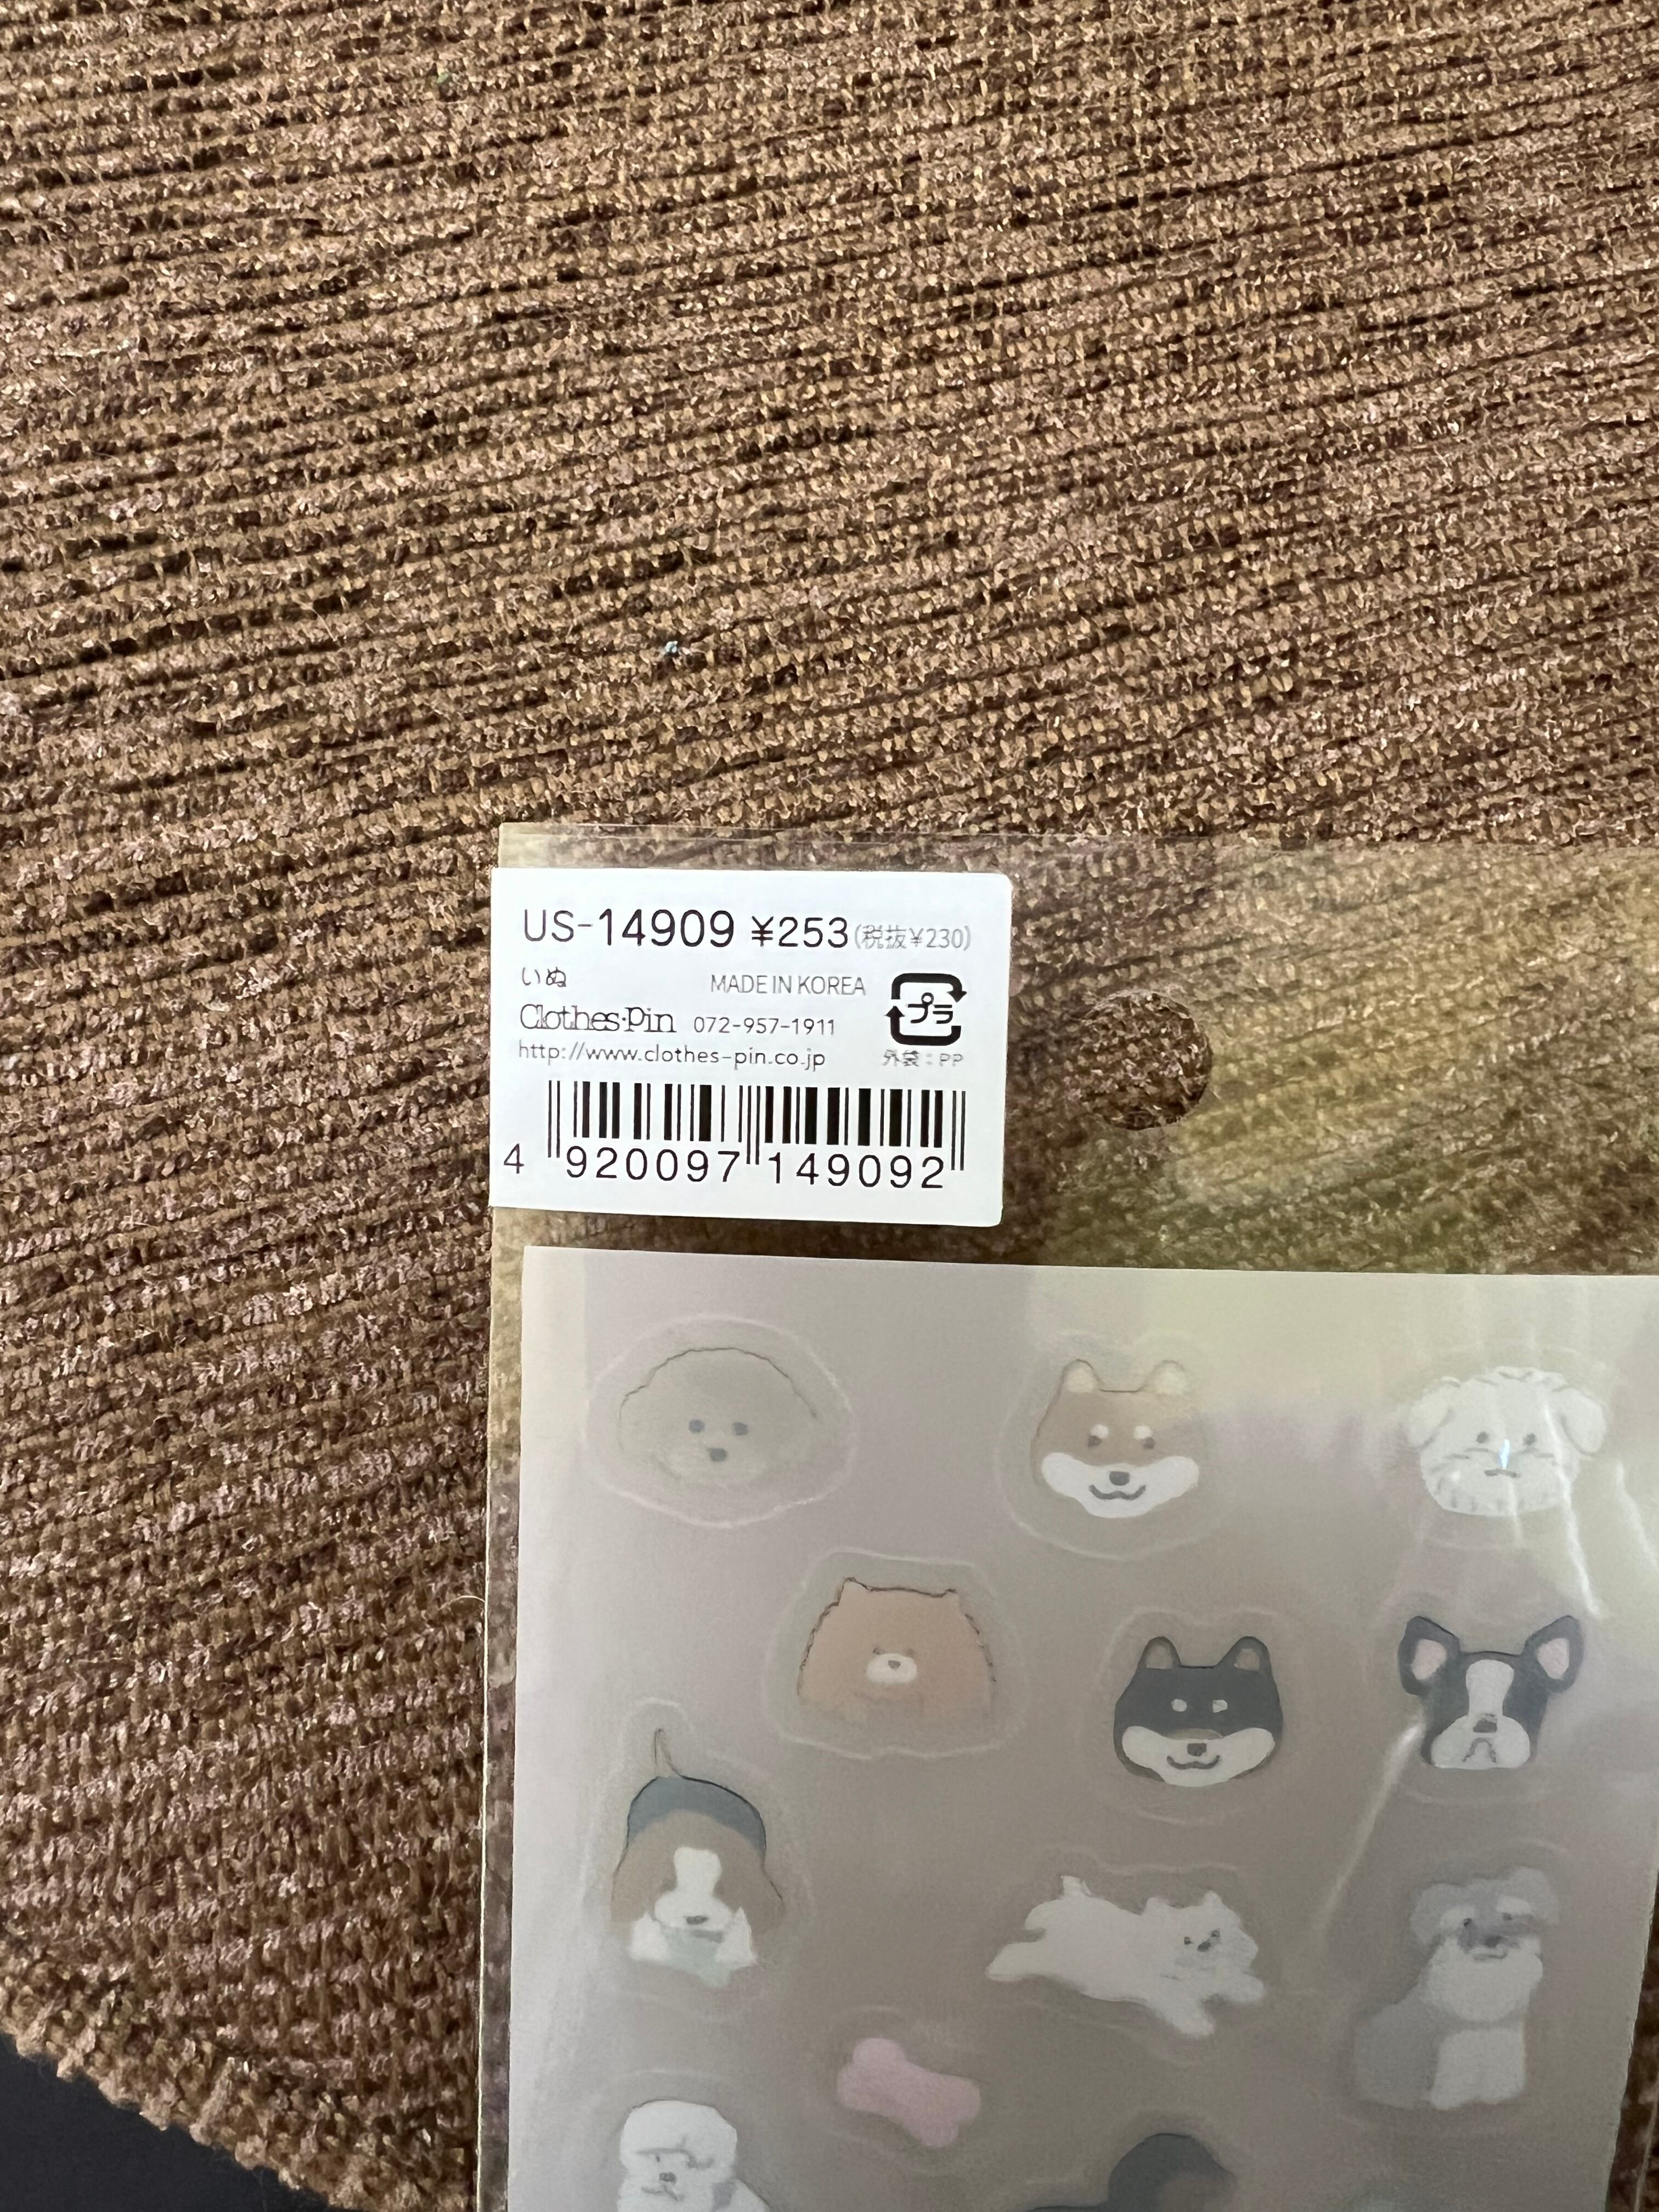 US-14909 ¥253(税抜¥230)
いぬ MADE IN KOREA プラ
Clothes·Pin 072-957-1911
http://www.clothes-pin.co.jp 外袋:PP
4 920097 149092